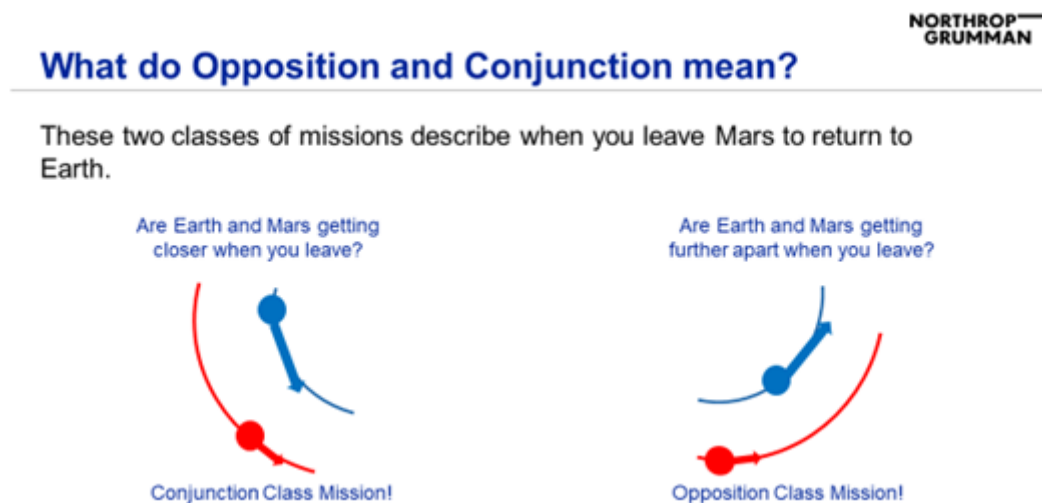 NORTHROP
GRUMMAN
What do Opposition and Conjunction mean?
These two classes of missions describe when you leave Mars to return to
Earth.
Are Earth and Mars getting
closer when you leave?
Are Earth and Mars getting
further apart when you leave?
Conjunction Class Mission!
Opposition Class Mission!